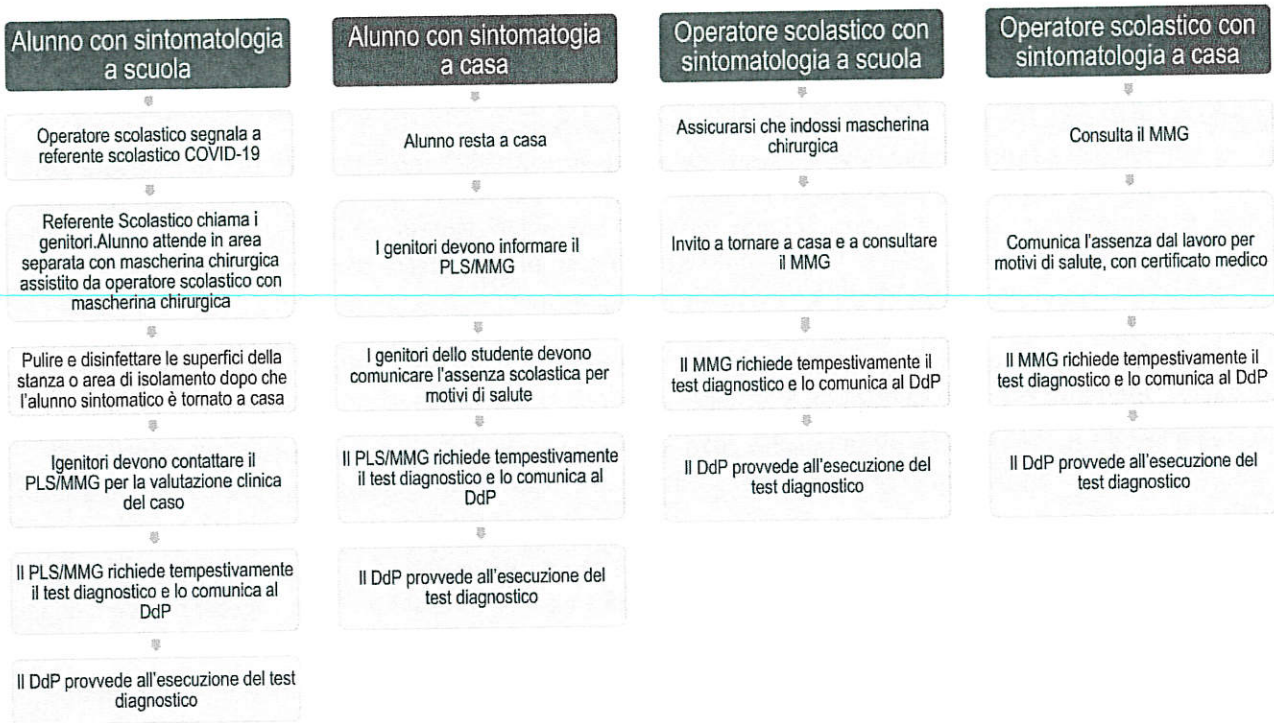 Alunno con sintomatologia
a scuola
Operatore scolastico segnala a
referente scolastico COVID-19
Referente Scolastico chiama i
genitori.Alunno attende in area
separata con mascherina chirurgica
assistito da operatore scolastico con
mascherina chirurgica
Pulire e disinfettare le superfici della
stanza o area di isolamento dopo che
l'alunno sintomatico è tornato a casa
Igenitori devono contattare il
PLS/MMG per la valutazione clinica
del caso
Il PLS/MMG richiede tempestivamente
il test diagnostico e lo comunica al
DdP
Il DdP provvede all'esecuzione del test
diagnostico
Alunno con sintomatogia
a casa
Alunno resta a casa
I genitori devono informare il
PLS/MMG
I genitori dello studente devono
comunicare l'assenza scolastica per
motivi di salute
Il PLS/MMG richiede tempestivamente
il test diagnostico e lo comunica al
DdP
Il DdP provvede all'esecuzione del
test diagnostico
Operatore scolastico con
sintomatologia a scuola
Assicurarsi che indossi mascherina
chirurgica
Invito a tornare a casa e a consultare
il MMG
Il MMG richiede tempestivamente il
test diagnostico e lo comunica al DdP
Il DdP provvede all'esecuzione del
test diagnostico
Operatore scolastico con
sintomatologia a casa
Consulta il MMG
Comunica l'assenza dal lavoro per
motivi di salute, con certificato medico
Il MMG richiede tempestivamente il
test diagnostico e lo comunica al DdP
Il DdP provvede all'esecuzione del
test diagnostico